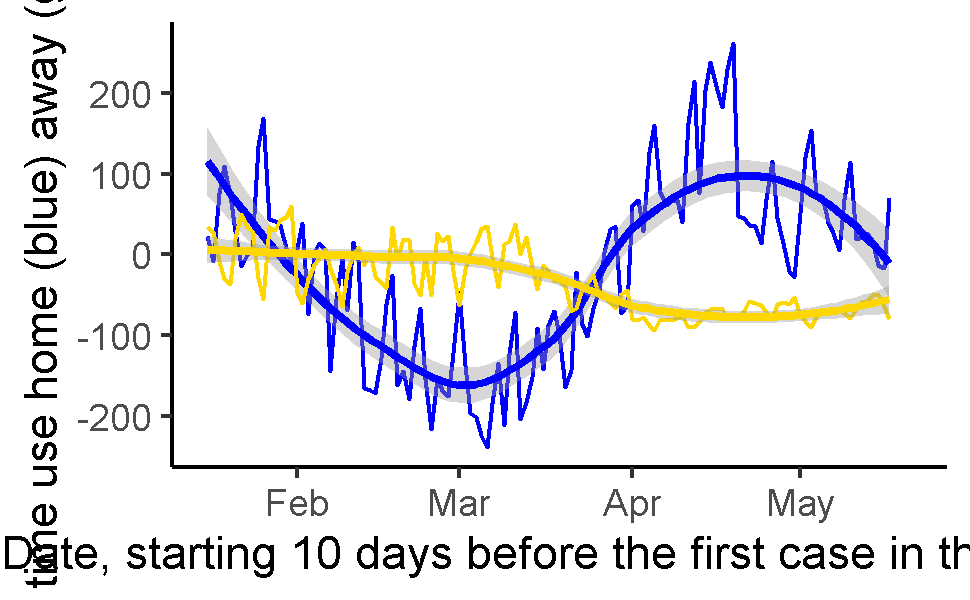 time use home (blue) away (
200
100
0
-100
-200
Feb Mar Apr May
Date, starting 10 days before the first case in th